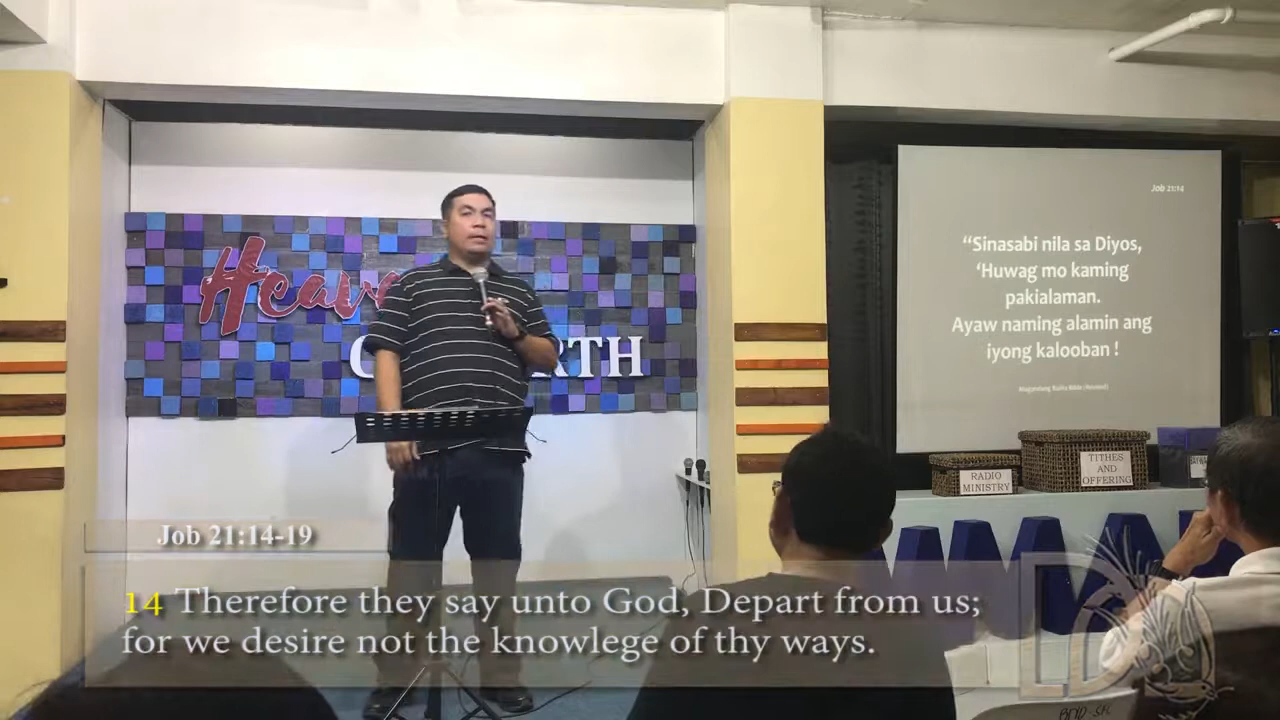 Heav
O RTH
Job 21:14
“Sinasabi nila sa Diyos,
‘Huwag mo kaming
pakialaman.
Ayaw naming alamin ang
iyong kalooban !
RADIO
MINISTRY
TITHES
AND
OFFERING
Job 21:14-19
14 Therefore they say unto God, Depart from us;
for we desire not the knowlege of thy ways.